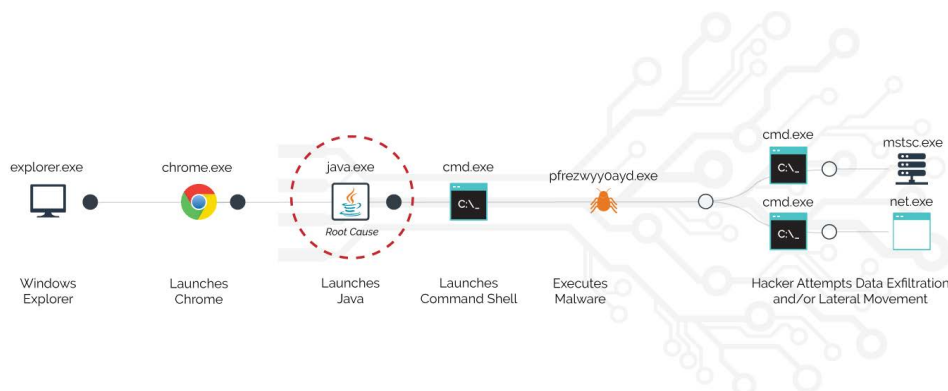 explorer.exe
chrome.exe
java.exe
cmd.exe
pfrezwyy0ayd.exe
cmd.exe
mstsc.exe
cmd.exe
net.exe
C:\_
C:\_
C:\_
Root Cause
Windows
Explorer
Launches
Chrome
Launches
Java
Launches
Command Shell
Executes
Malware
Hacker Attempts Data Exfiltration
and/or Lateral Movement